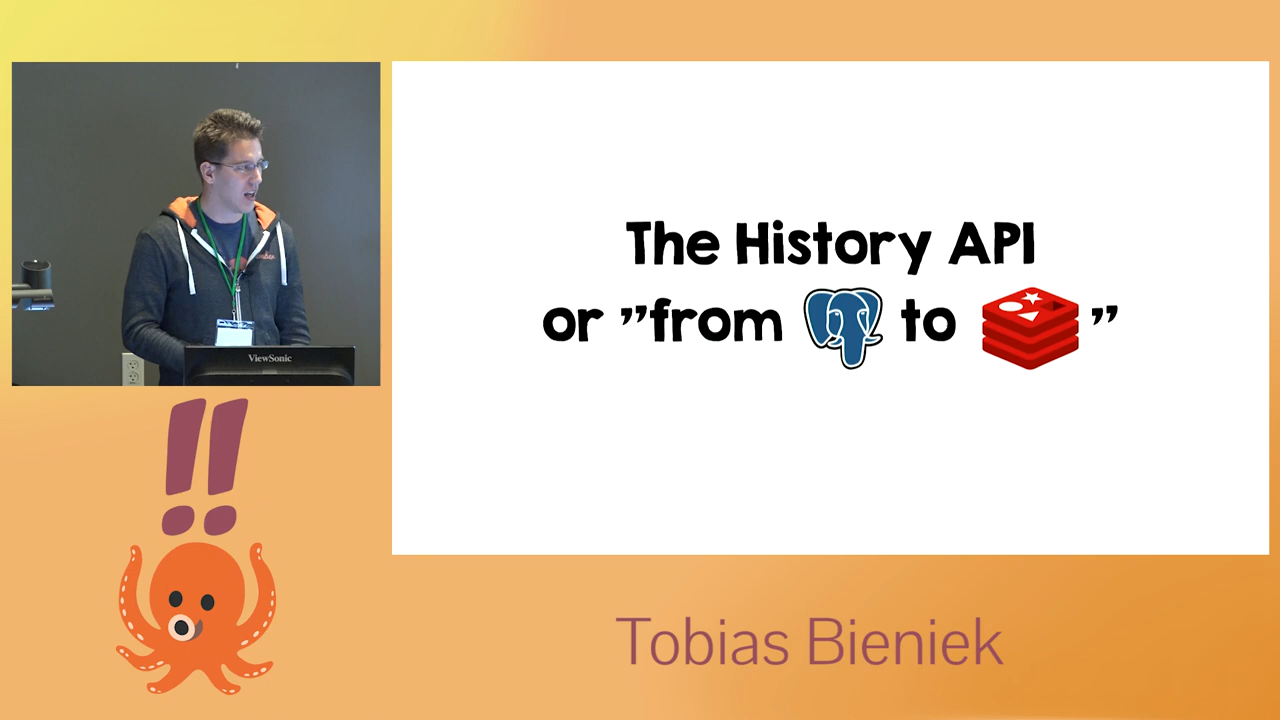 The History API
or ”from to ”
ViewSonic
!!
Tobias Bieniek